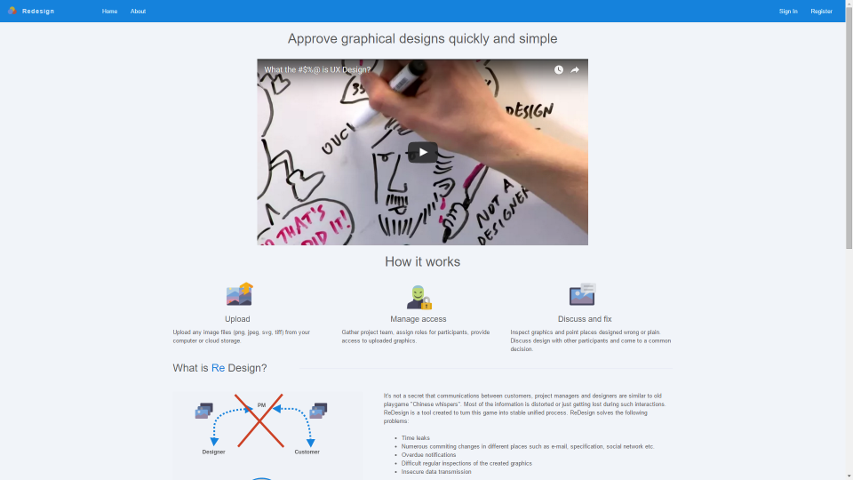 Redesign
Home
About
Sign In
Register
Approve graphical designs quickly and simple
What the #$%@ is UX Design?
DESIGN
OUCH
NOT A
DESIGNER
THAT'S
DID IT!
How it works
Upload
Manage access
Discuss and fix
Upload any image files (png, jpeg, svg, tiff) from your
computer or cloud storage.
Gather project team, assign roles for participants, provide
access to uploaded graphics.
Inspect graphics and point places designed wrong or plain.
Discuss design with other participants and come to a common
decision.
What is Re Design?
PM
Designer
Customer
It's not a secret that communications between customers, project managers and designers are similar to old
playgame "Chinese whispers". Most of the information is distorted or just getting lost during such interactions.
ReDesign is a tool created to turn this game into stable unified process. ReDesign solves the following
problems:
Time leaks
Numerous commiting changes in different places such as e-mail, specification, social network etc.
Overdue notifications
Difficult regular inspections of the created graphics
Insecure data transmission